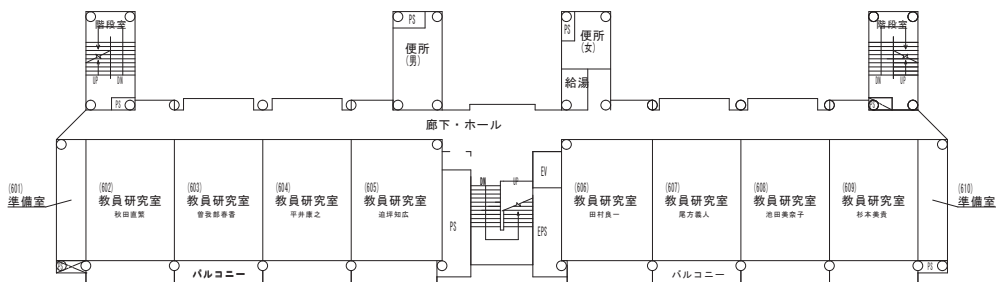 階段室
UP
DN
PS
PS
便所
(男)
PS
便所
(女)
給湯
階段室
UP
DN
PS
廊下・ホール
(601)
準備室
(602)
教員研究室
秋田直繁
(603)
教員研究室
曽我部春香
(604)
教員研究室
平井康之
(605)
教員研究室
迫坪知広
PS
DN
UP
EV
EPS
(606)
教員研究室
田村良一
(607)
教員研究室
尾方義人
(608)
教員研究室
池田美奈子
(609)
教員研究室
杉本美貴
(610)
準備室
PS
バルコニー
バルコニー
PS